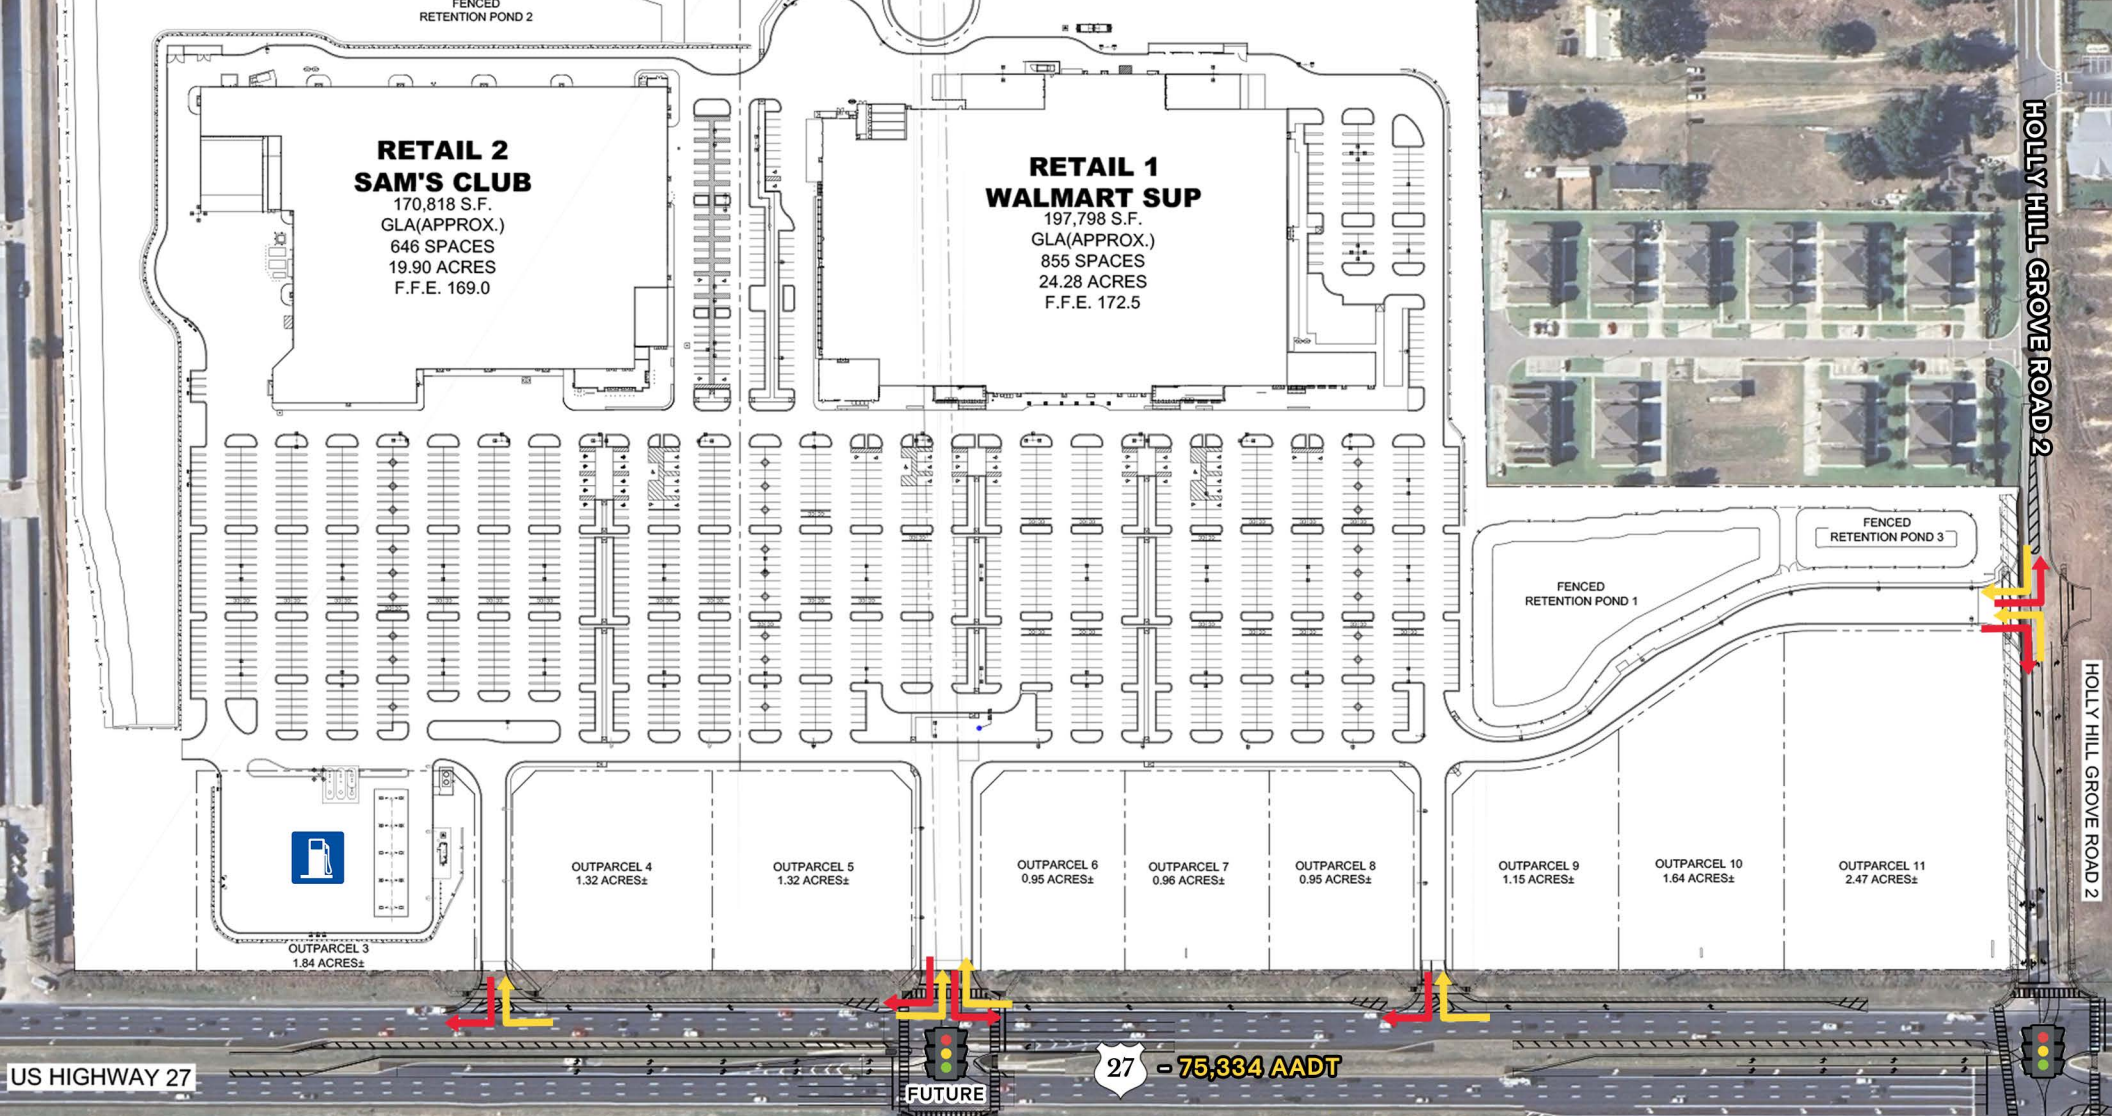 FENCED
RETENTION POND 2
RETAIL 2
SAM'S CLUB
170,818 S.F.
GLA(APPROX.)
646 SPACES
19.90 ACRES
F.F.E. 169.0
RETAIL 1
WALMART SUP
197,798 S.F.
GLA(APPROX.)
855 SPACES
24.28 ACRES
F.F.E. 172.5
HOLLY HILL GROVE ROAD 2
FENCED
RETENTION POND 3
FENCED
RETENTION POND 1
HOLLY HILL GROVE ROAD 2
OUTPARCEL 3
1.84 ACRES±
OUTPARCEL 4
1.32 ACRES±
OUTPARCEL 5
1.32 ACRES±
OUTPARCEL 6
0.95 ACRES±
OUTPARCEL 7
0.96 ACRES±
OUTPARCEL 8
0.95 ACRES±
OUTPARCEL 9
1.15 ACRES±
OUTPARCEL 10
1.64 ACRES±
OUTPARCEL 11
2.47 ACRES±
US HIGHWAY 27
FUTURE
27 - 75,334 AADT